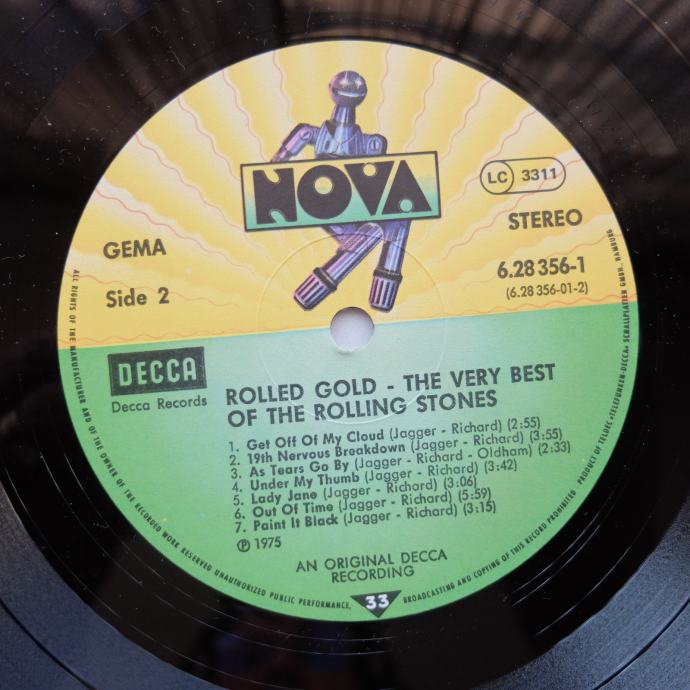 NOVA
LC 3311
GEMA
STEREO
Side 2
6.28 356-1
(6.28 356-01-2)
DECCA
Decca Records
ROLLED GOLD - THE VERY BEST
OF THE ROLLING STONES
1. Get Off Of My Cloud (Jagger - Richard) (2:55)
2. 19th Nervous Breakdown (Jagger - Richard) (3:55)
3. As Tears Go By (Jagger - Richard - Oldham) (2:33)
4. Under My Thumb (Jagger - Richard) (3:42)
5. Lady Jane (Jagger - Richard) (3:06)
6. Out Of Time (Jagger - Richard) (5:59)
7. Paint It Black (Jagger - Richard) (3:15)
℗ 1975
AN ORIGINAL DECCA
RECORDING
33
ALL RIGHTS OF THE MANUFACTURER AND OF THE OWNER OF THE RECORDED WORK RESERVED UNAUTHORIZED PUBLIC PERFORMANCE, BROADCASTING AND COPYING OF THIS RECORD PROHIBITED PRODUCT OF TELDEC »TELEFUNKEN-DECCA« SCHALLPLATTEN GMBH., HAMBURG